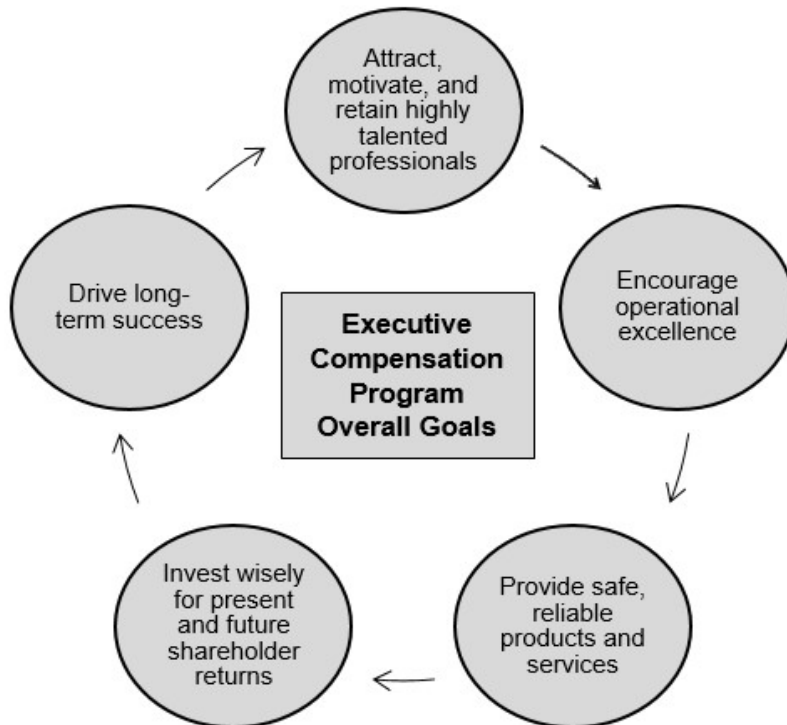 Attract,
motivate, and
retain highly
talented
professionals
Encourage
operational
excellence
Provide safe,
reliable
products and
services
Invest wisely
for present
and future
shareholder
returns
Drive long-
term success
Executive
Compensation
Program
Overall Goals